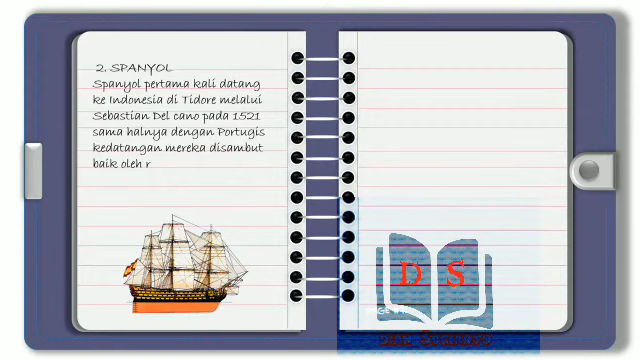 2. SPANYOL
Spanyol pertama kali datang
ke Indonesia di Tidore melalui
Sebastian Del cano pada 1521
sama halnya dengan Portugis
kedatangan mereka disambut
baik oleh r
D S